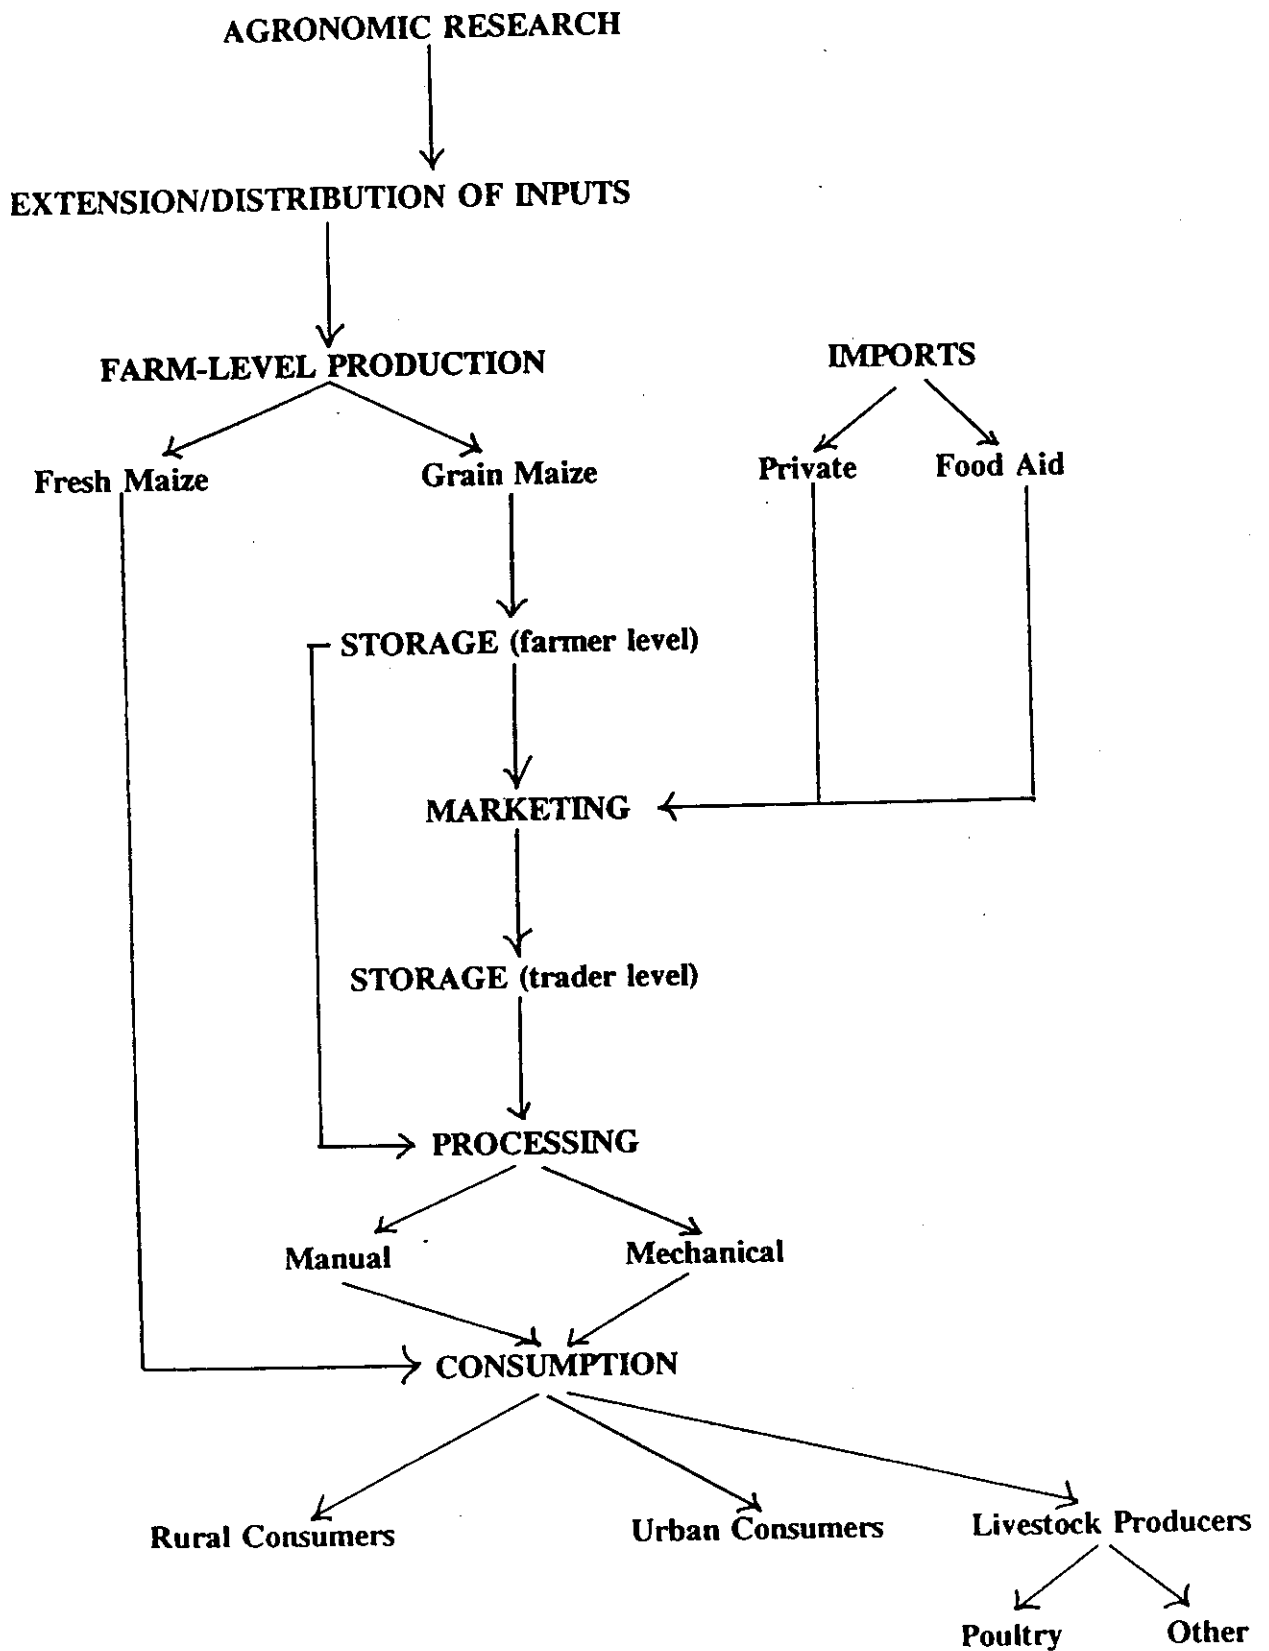 AGRONOMIC RESEARCH
EXTENSION/DISTRIBUTION OF INPUTS
FARM-LEVEL PRODUCTION
IMPORTS
Fresh Maize
Grain Maize
Private
Food Aid
STORAGE (farmer level)
MARKETING
STORAGE (trader level)
PROCESSING
Manual
Mechanical
CONSUMPTION
Rural Consumers
Urban Consumers
Livestock Producers
Poultry
Other